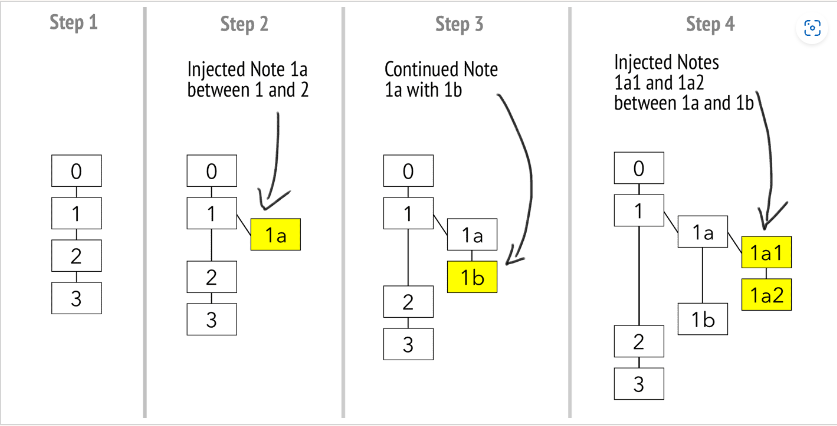 Step 1
0
1
2
3
Step 2
Injected Note 1a
between 1 and 2
0
1
1a
2
3
Step 3
Continued Note
1a with 1b
0
1
1a
1b
2
3
Step 4
Injected Notes
1a1 and 1a2
between 1a and 1b
0
1
1a
1a1
1a2
1b
2
3